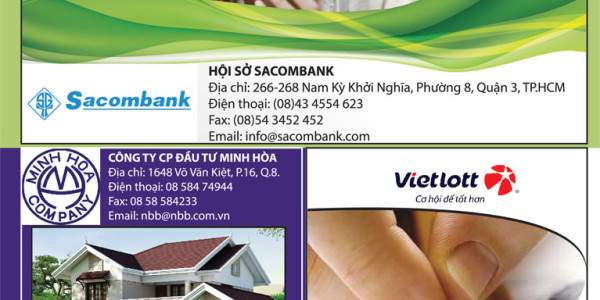 HỘI SỞ SACOMBANK
Địa chỉ: 266-268 Nam Kỳ Khởi Nghĩa, Phường 8, Quận 3, TP.HCM
Sacombank
Điện thoại: (08)43 4554 623
Fax: (08)54 3452 452
Email: info@sacombank.com
MINH HOA COMPANY
CÔNG TY CP ĐẦU TƯ MINH HÒA
Địa chỉ: 1648 Võ Văn Kiệt, P.16, Q.8.
Điện thoại: 08 584 74944
Fax: 08 58 584233
Email: nbb@nbb.com.vn
Vietlott
Cơ hội để tốt hơn